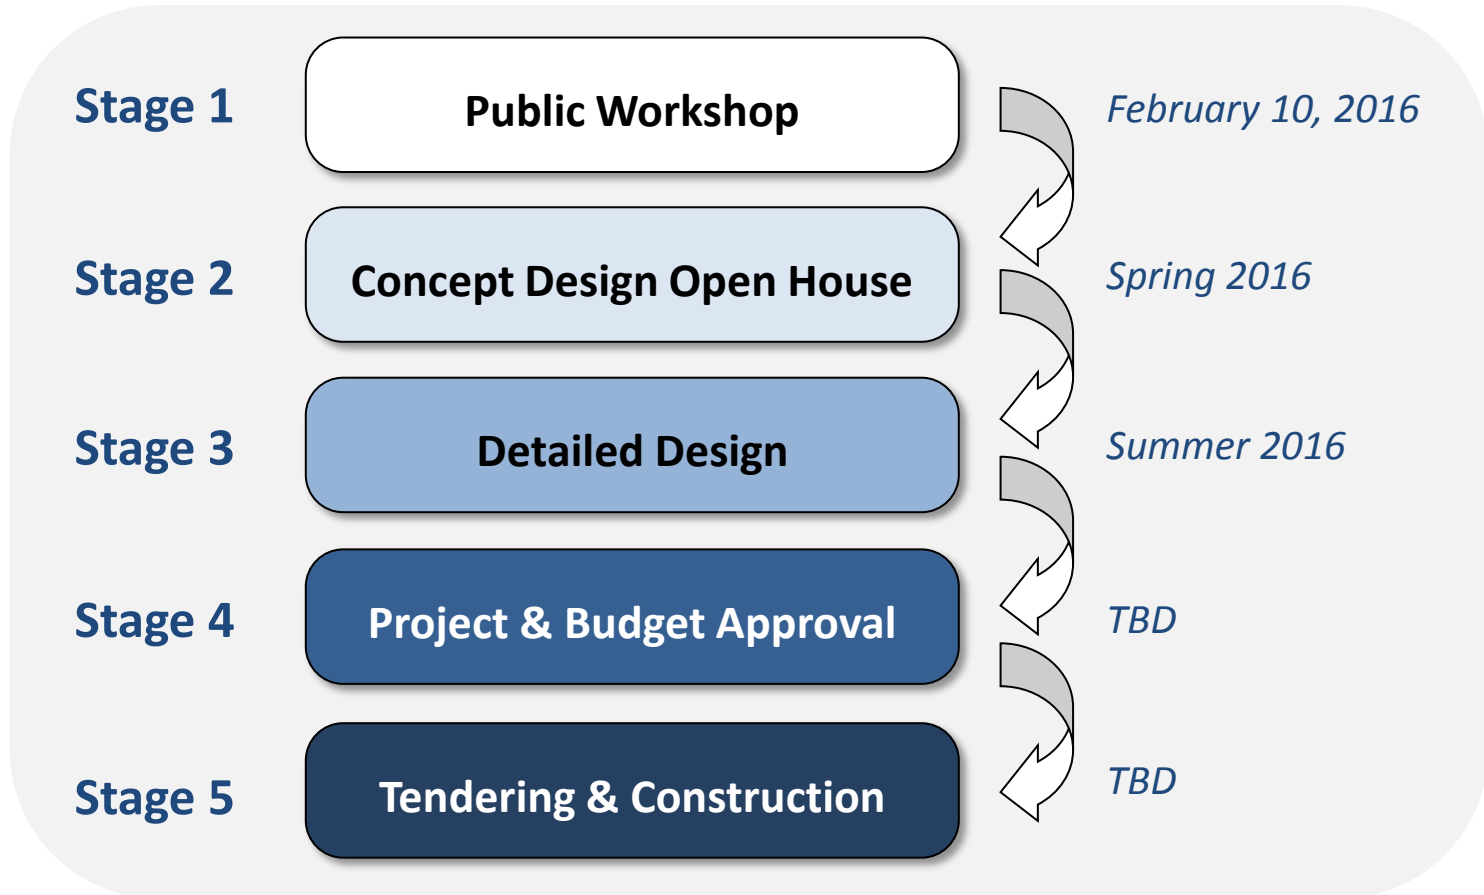 Stage 1
Public Workshop
February 10, 2016
Stage 2
Concept Design Open House
Spring 2016
Stage 3
Detailed Design
Summer 2016
Stage 4
Project & Budget Approval
TBD
Stage 5
Tendering & Construction
TBD